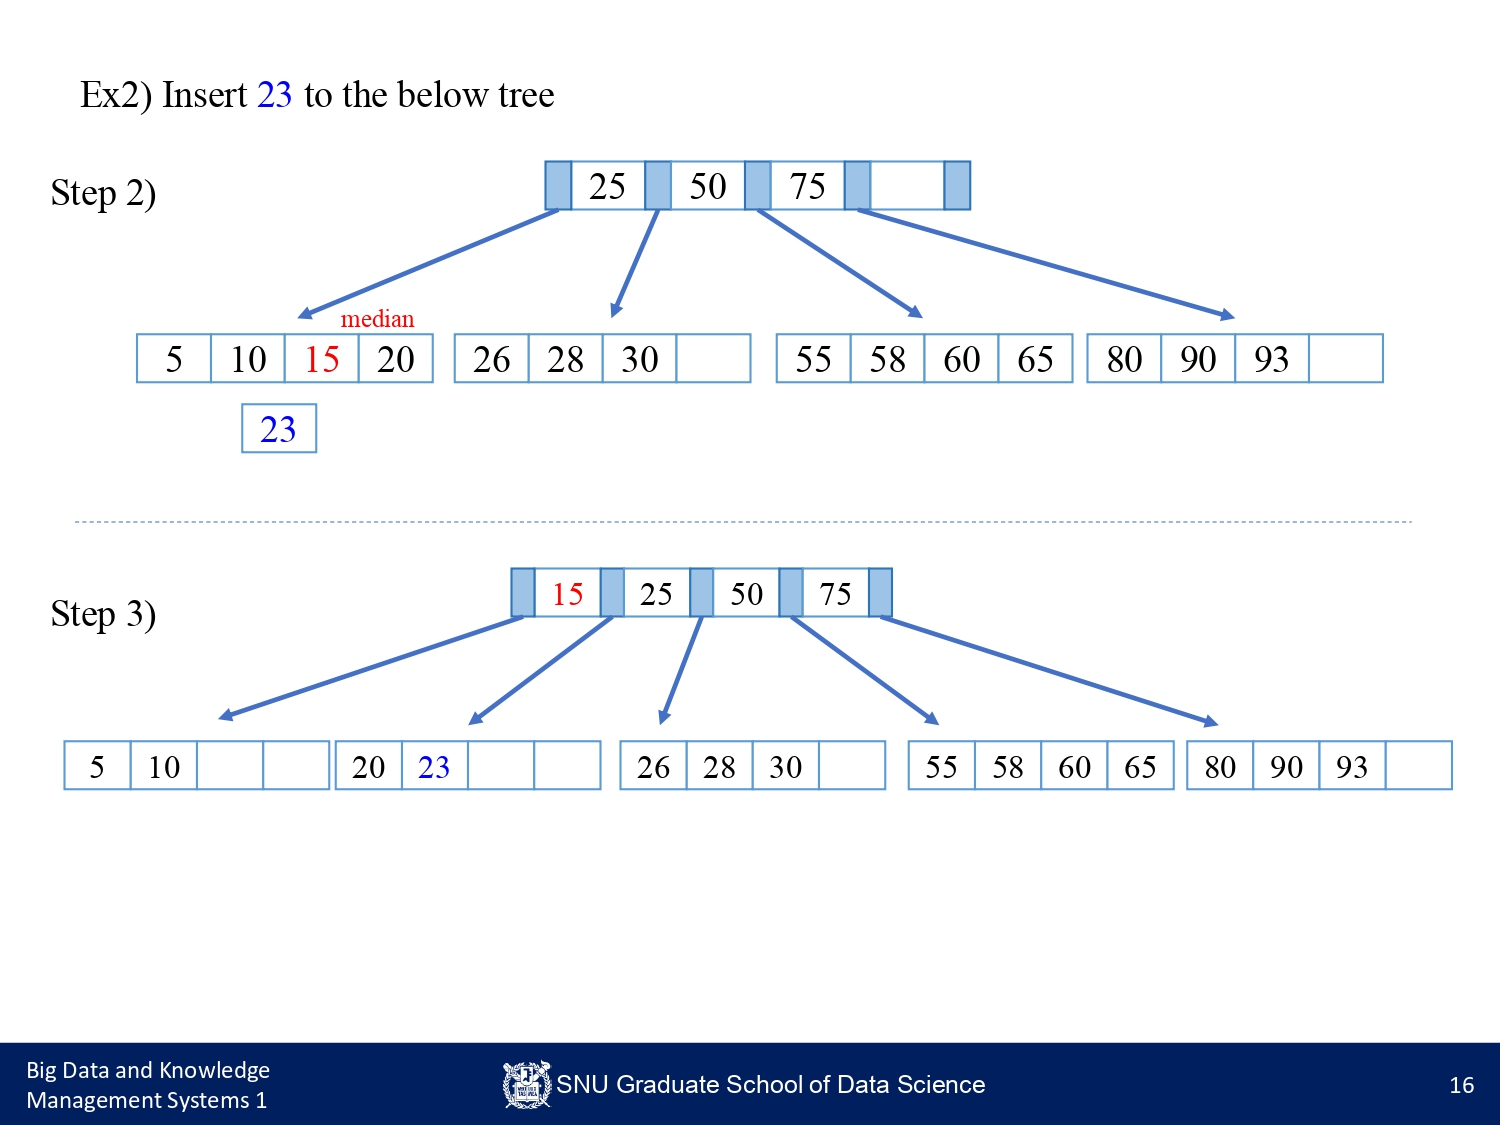 Ex2) Insert 23 to the below tree
Step 2)
25 50 75
median
5 10 15 20 26 28 30 55 58 60 65 80 90 93
23
Step 3)
15 25 50 75
5 10 20 23 26 28 30 55 58 60 65 80 90 93
Big Data and Knowledge
Management Systems 1
SNU Graduate School of Data Science
16